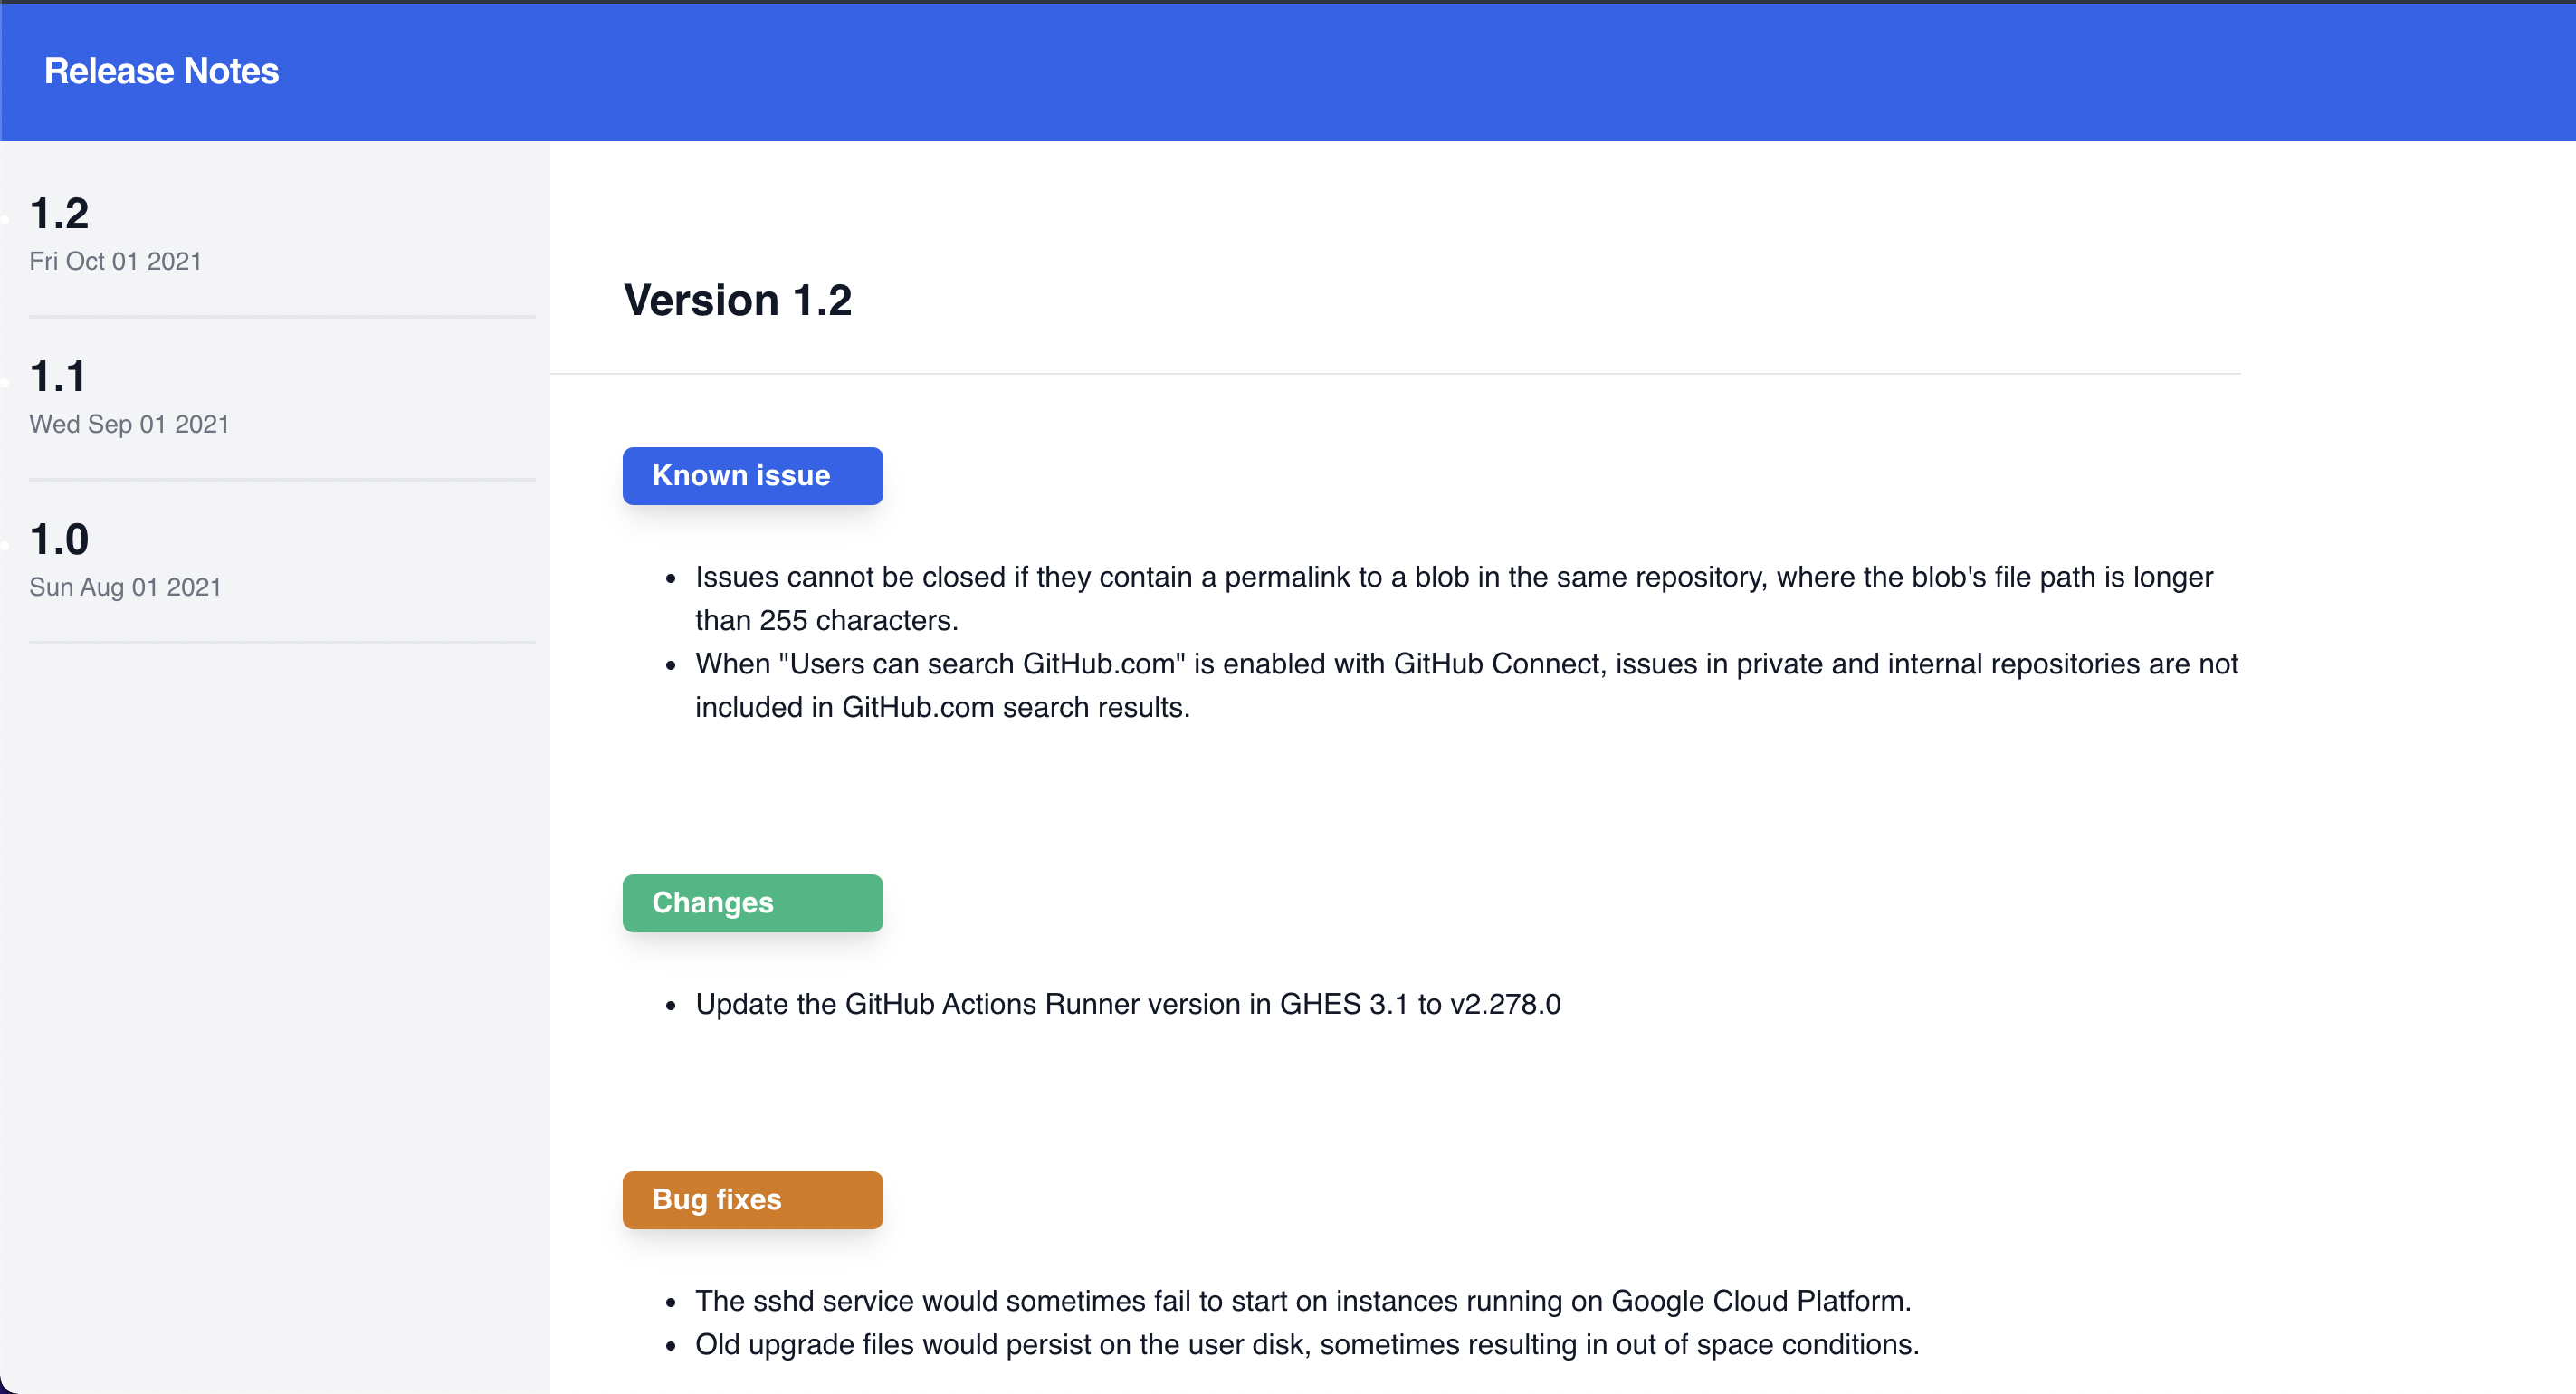 Release Notes
1.2
Fri Oct 01 2021
1.1
Wed Sep 01 2021
1.0
Sun Aug 01 2021
Version 1.2
Known issue
Issues cannot be closed if they contain a permalink to a blob in the same repository, where the blob's file path is longer
than 255 characters.
When "Users can search GitHub.com" is enabled with GitHub Connect, issues in private and internal repositories are not
included in GitHub.com search results.
Changes
Update the GitHub Actions Runner version in GHES 3.1 to v2.278.0
Bug fixes
The sshd service would sometimes fail to start on instances running on Google Cloud Platform.
Old upgrade files would persist on the user disk, sometimes resulting in out of space conditions.